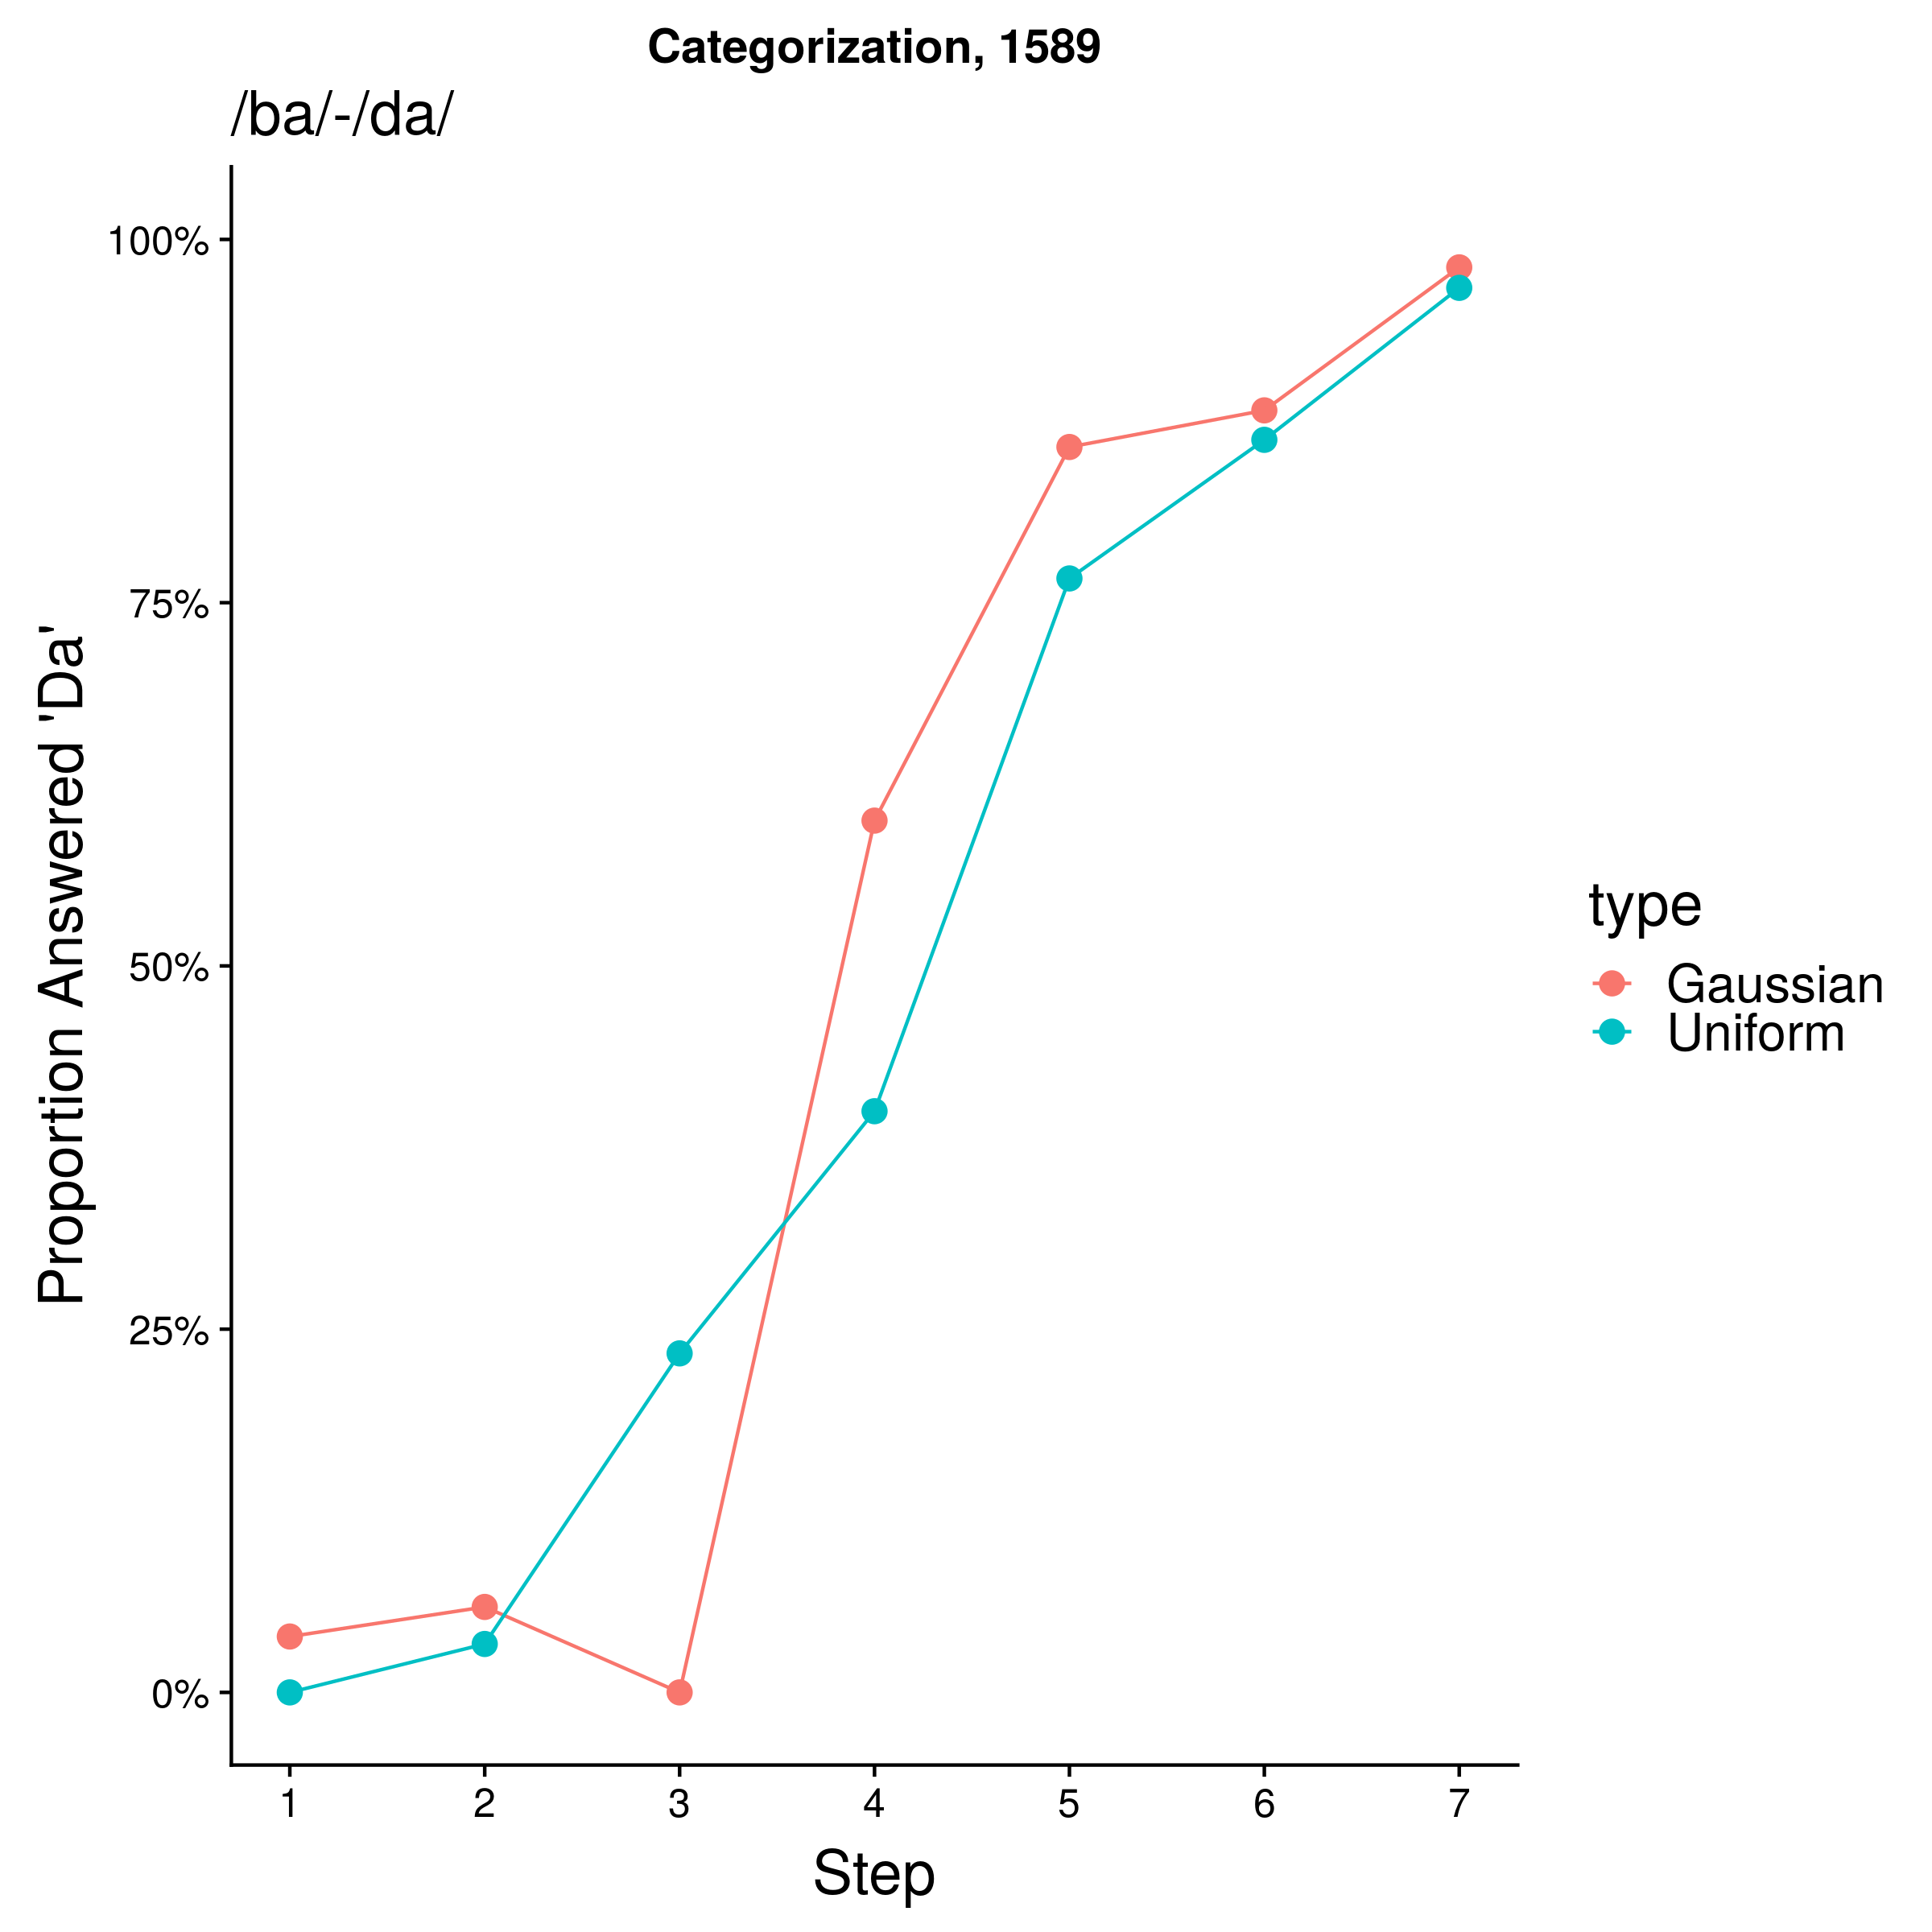 Categorization, 1589
/ba/-/da/
Proportion Answered 'Da'
100%
75%
50%
25%
0%
1 2 3 4 5 6 7
Step
type
Gaussian
Uniform